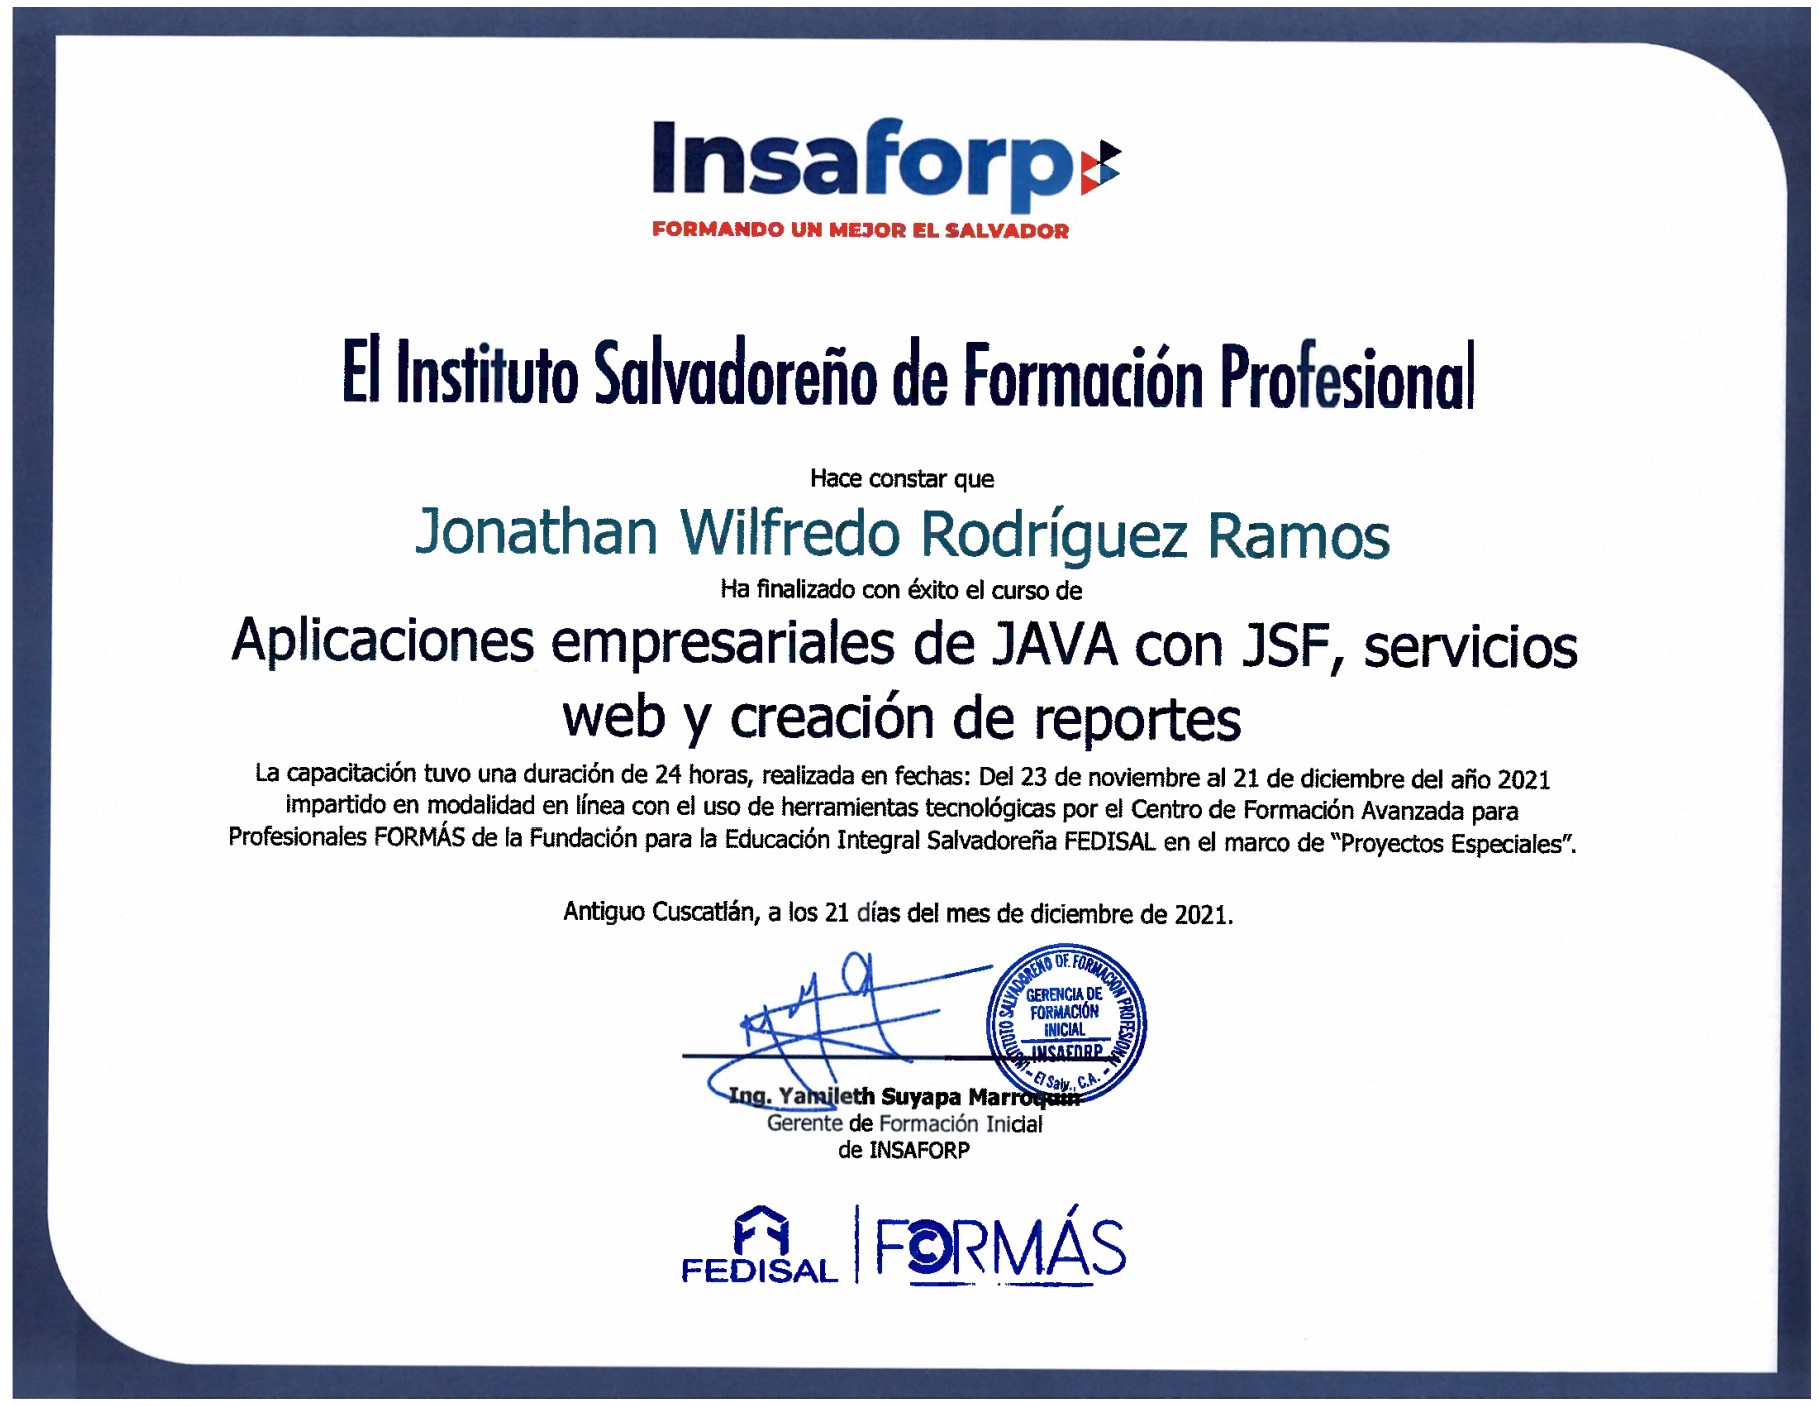 Insaforp
FORMANDO UN MEJOR EL SALVADOR
El Instituto Salvadoreño de Formación Profesional
Hace constar que
Jonathan Wilfredo Rodríguez Ramos
Ha finalizado con éxito el curso de
Aplicaciones empresariales de JAVA con JSF, servicios
web y creación de reportes
La capacitación tuvo una duración de 24 horas, realizada en fechas: Del 23 de noviembre al 21 de diciembre del año 2021
impartido en modalidad en línea con el uso de herramientas tecnológicas por el Centro de Formación Avanzada para
Profesionales FORMÁS de la Fundación para la Educación Integral Salvadoreña FEDISAL en el marco de “Proyectos Especiales”.
Antiguo Cuscatlán, a los 21 días del mes de diciembre de 2021.
INSTITUTO SALVADOREÑO DE FORMACION PROFESIONAL
GERENCIA DE
FORMACIÓN
INICIAL
INSAFORP
- El Salv., C.A. -
Ing. Yamileth Suyapa Marroquín
Gerente de Formación Inicial
de INSAFORP
FEDISAL
FORMÁS